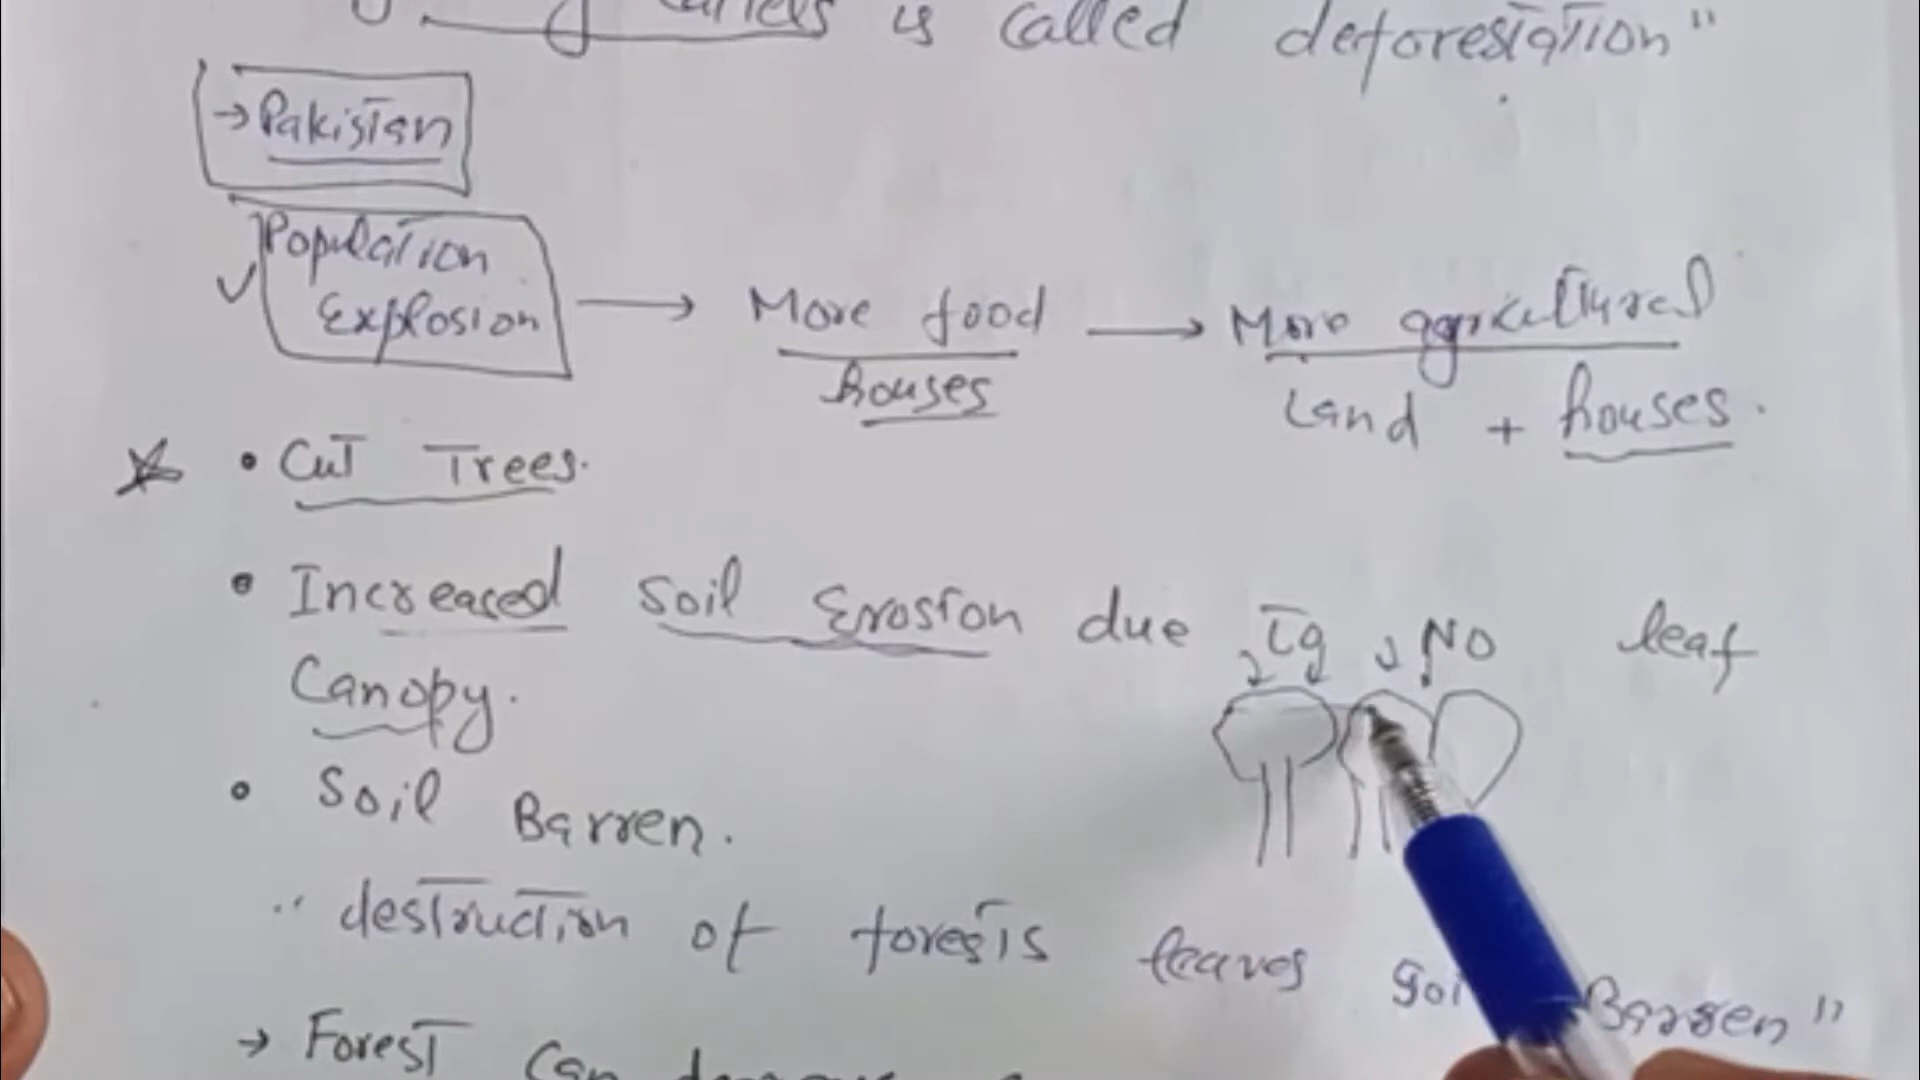 is called deforestation"
→ Pakistan
Population
Explosion → More food → More agricultural
houses
Land + houses.
• Cut Trees.
• Increased soil Erosion due To NO leaf
Canopy.
• Soil Barren.
" destruction of forests leaves soil Barren"
→ Forest can